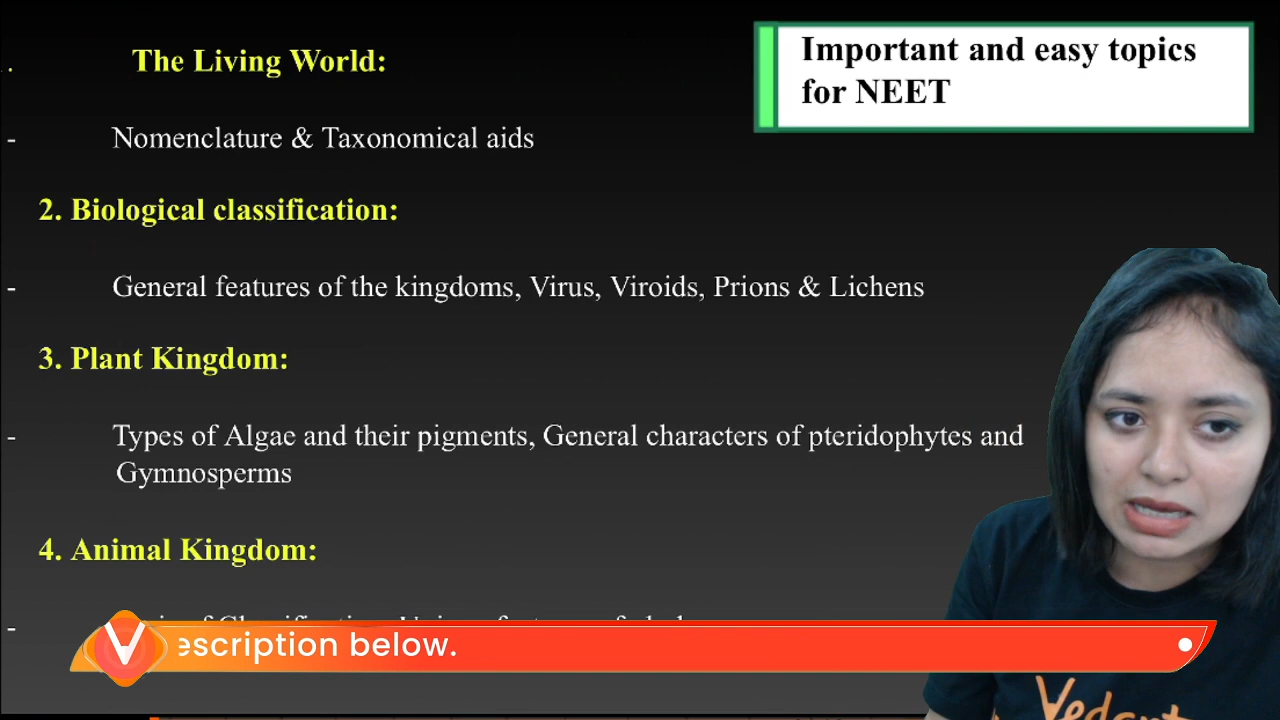 Important and easy topics
for NEET
. The Living World:
- Nomenclature & Taxonomical aids
2. Biological classification:
- General features of the kingdoms, Virus, Viroids, Prions & Lichens
3. Plant Kingdom:
- Types of Algae and their pigments, General characters of pteridophytes and
Gymnosperms
4. Animal Kingdom:
-
escription below.